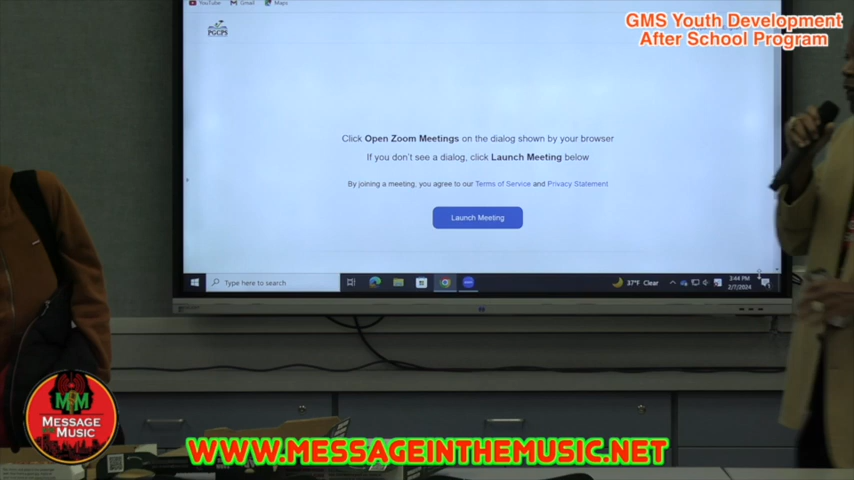 YouTube Gmail Maps
GMS Youth Development
After School Program
PGCPS
Click Open Zoom Meetings on the dialog shown by your browser
If you don't see a dialog, click Launch Meeting below
By joining a meeting, you agree to our Terms of Service and Privacy Statement
Launch Meeting
Type here to search
37°F Clear
3:44 PM
2/7/2024
MM
MESSAGE
MUSIC
WWW.MESSAGEINTHEMUSIC.NET